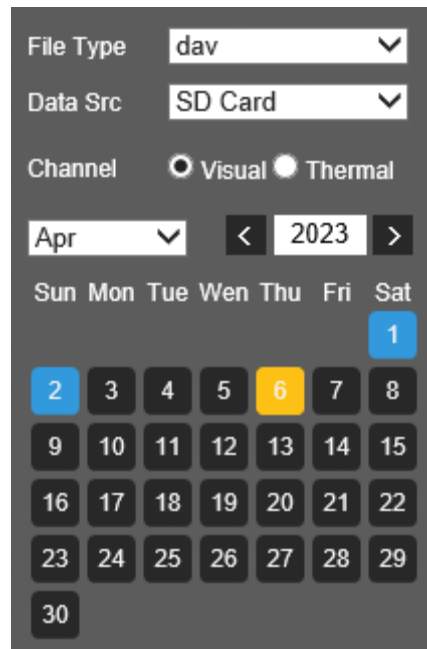 File Type dav
Data Src SD Card
Channel Visual Thermal
Apr < 2023 >
Sun Mon Tue Wen Thu Fri Sat
1
2 3 4 5 6 7 8
9 10 11 12 13 14 15
16 17 18 19 20 21 22
23 24 25 26 27 28 29
30